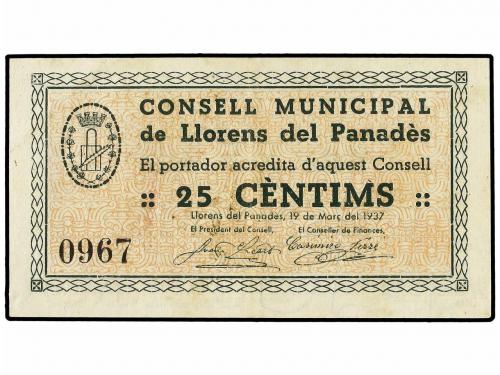 CONSELL MUNICIPAL
de Llorens del Panadès
El portador acredita d'aquest Consell
:: 25 CÈNTIMS ::
Llorens del Panadès, 19 de Març del 1937
El President del Consell, El Conseller de Finances,
0967